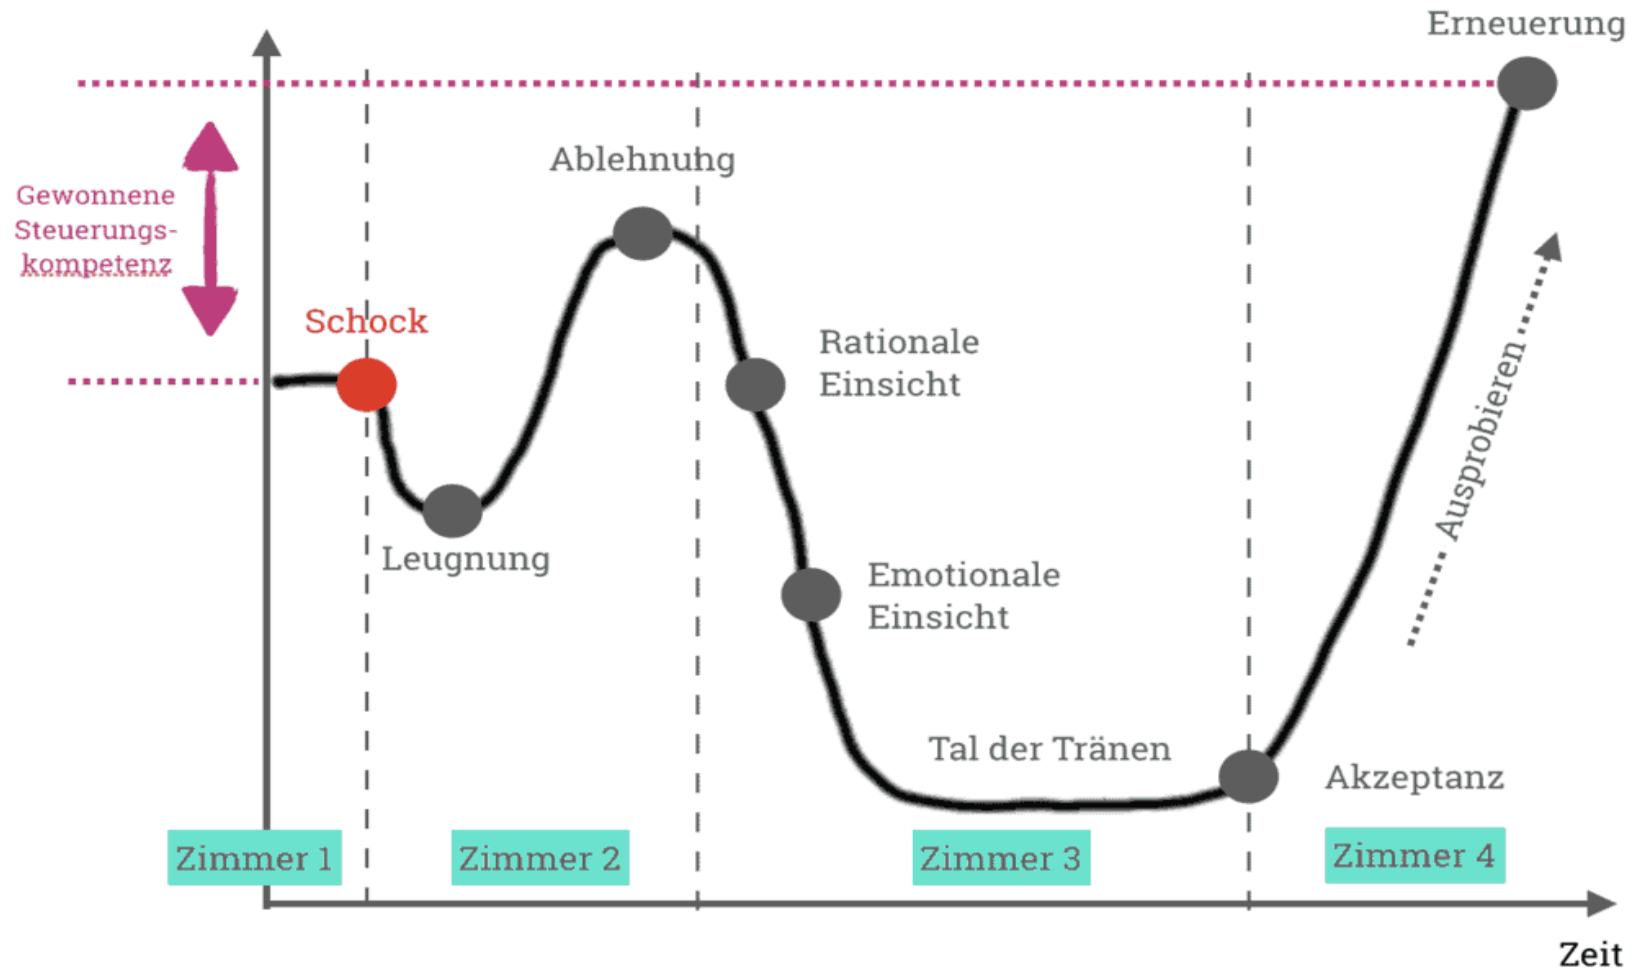 Erneuerung
Ablehnung
Gewonnene
Steuerungs-
kompetenz
Schock
Rationale
Einsicht
Ausprobieren
Leugnung
Emotionale
Einsicht
Tal der Tränen
Akzeptanz
Zimmer 1
Zimmer 2
Zimmer 3
Zimmer 4
Zeit